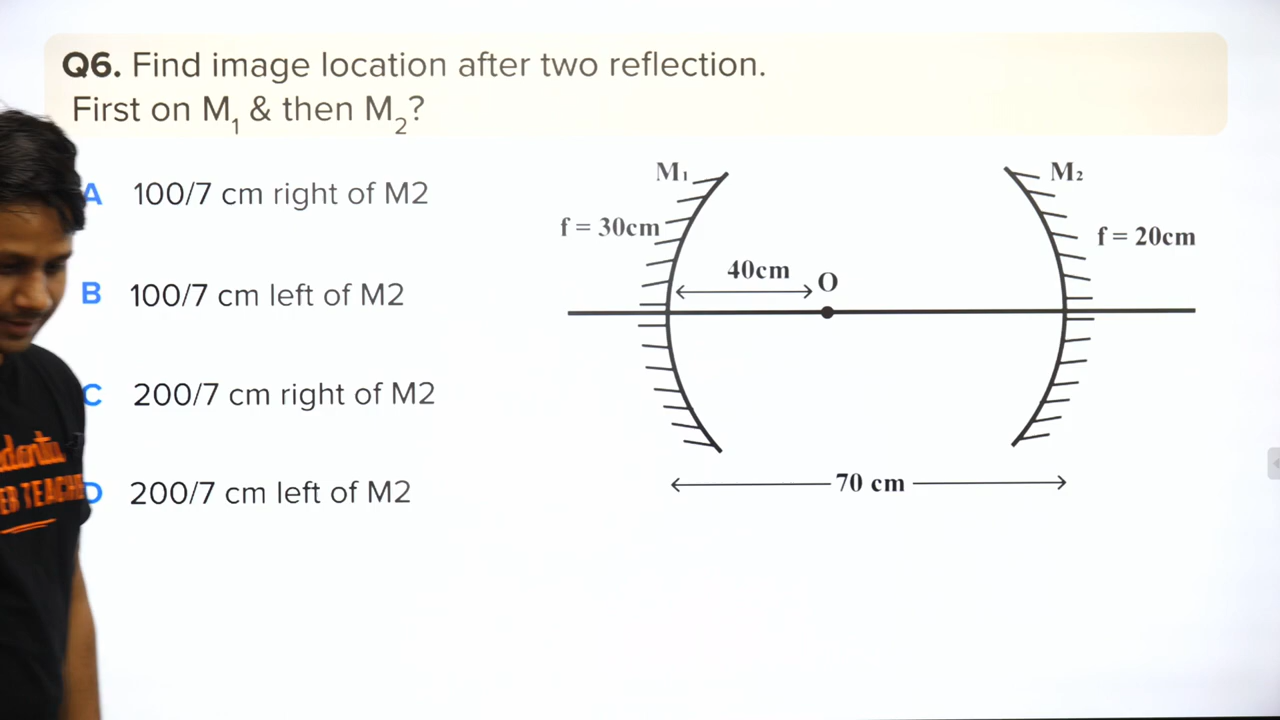 Q6. Find image location after two reflection.
First on M₁ & then M₂?
A 100/7 cm right of M2
B 100/7 cm left of M2
C 200/7 cm right of M2
D 200/7 cm left of M2
M₁
M₂
f = 30cm
f = 20cm
40cm
O
70 cm